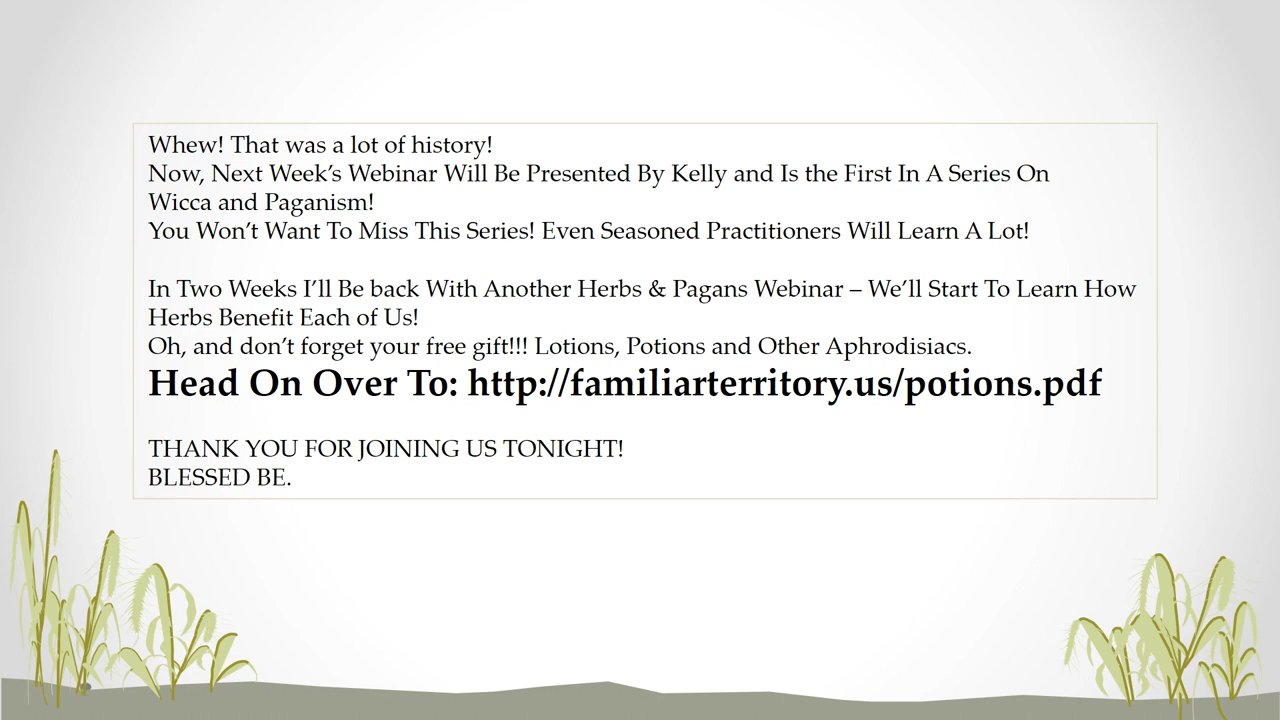 Whew! That was a lot of history!
Now, Next Week’s Webinar Will Be Presented By Kelly and Is the First In A Series On
Wicca and Paganism!
You Won’t Want To Miss This Series! Even Seasoned Practitioners Will Learn A Lot!
In Two Weeks I’ll Be back With Another Herbs & Pagans Webinar – We’ll Start To Learn How
Herbs Benefit Each of Us!
Oh, and don’t forget your free gift!!! Lotions, Potions and Other Aphrodisiacs.
Head On Over To: http://familiarterritory.us/potions.pdf
THANK YOU FOR JOINING US TONIGHT!
BLESSED BE.